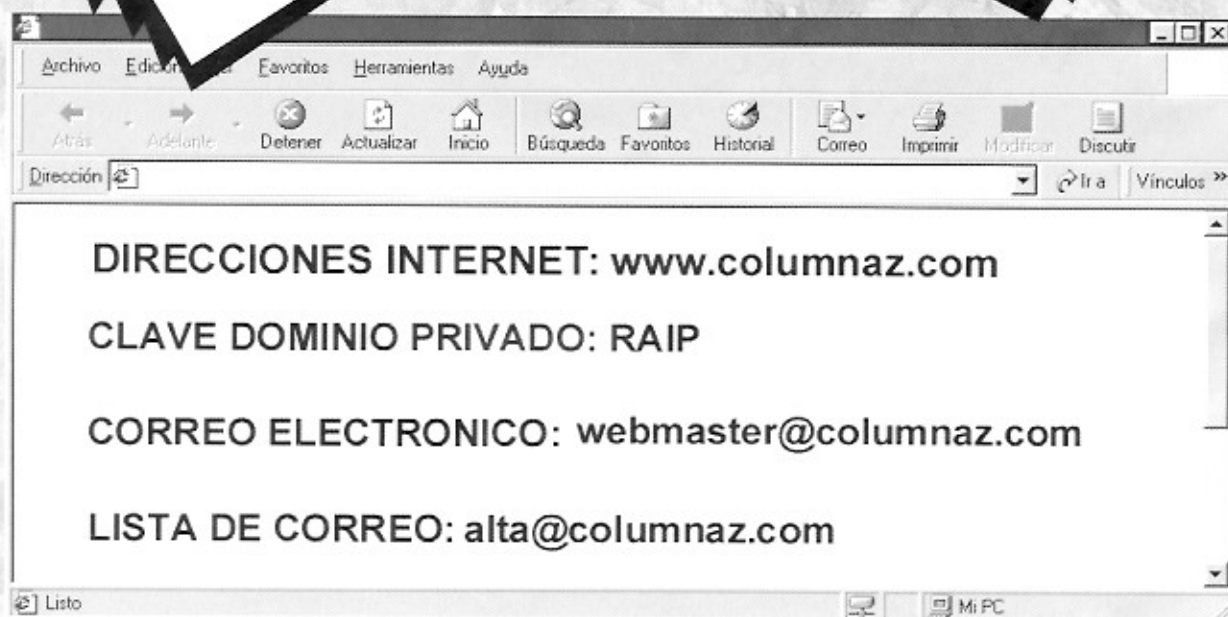 Archivo Edición Favoritos Herramientas Ayuda
Atrás Adelante Detener Actualizar Inicio Búsqueda Favoritos Historial Correo Imprimir Modificar Discutir
Dirección Ir a Vínculos »
DIRECCIONES INTERNET: www.columnaz.com
CLAVE DOMINIO PRIVADO: RAIP
CORREO ELECTRONICO: webmaster@columnaz.com
LISTA DE CORREO: alta@columnaz.com
Listo Mi PC